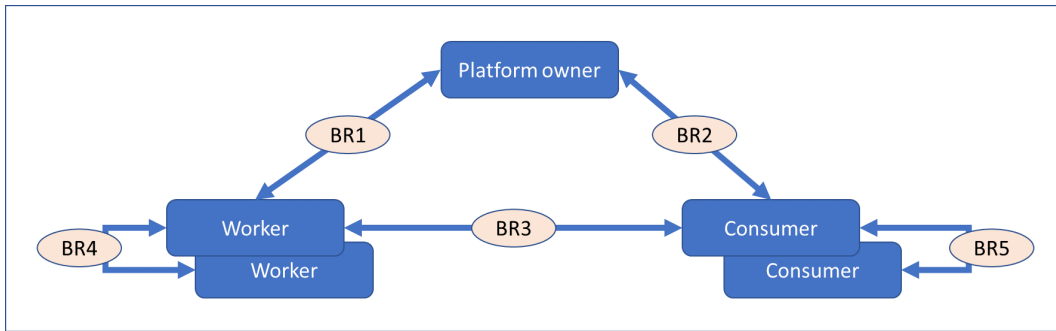 Platform owner
BR1
BR2
Worker
BR3
Consumer
BR4
Worker
Consumer
BR5